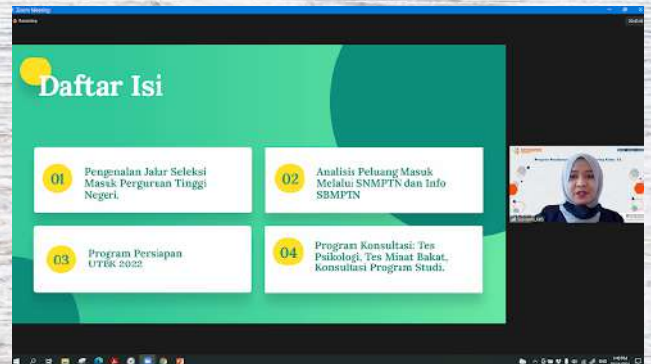 Zoom Meeting
Daftar Isi
01
Pengenalan Jalur Seleksi
Masuk Perguruan Tinggi
Negeri.
02
Analisis Peluang Masuk
Melalui SNMPTN dan Info
SBMPTN
03
Program Persiapan
UTBK 2022
04
Program Konsultasi: Tes
Psikologi, Tes Minat Bakat,
Konsultasi Program Studi.